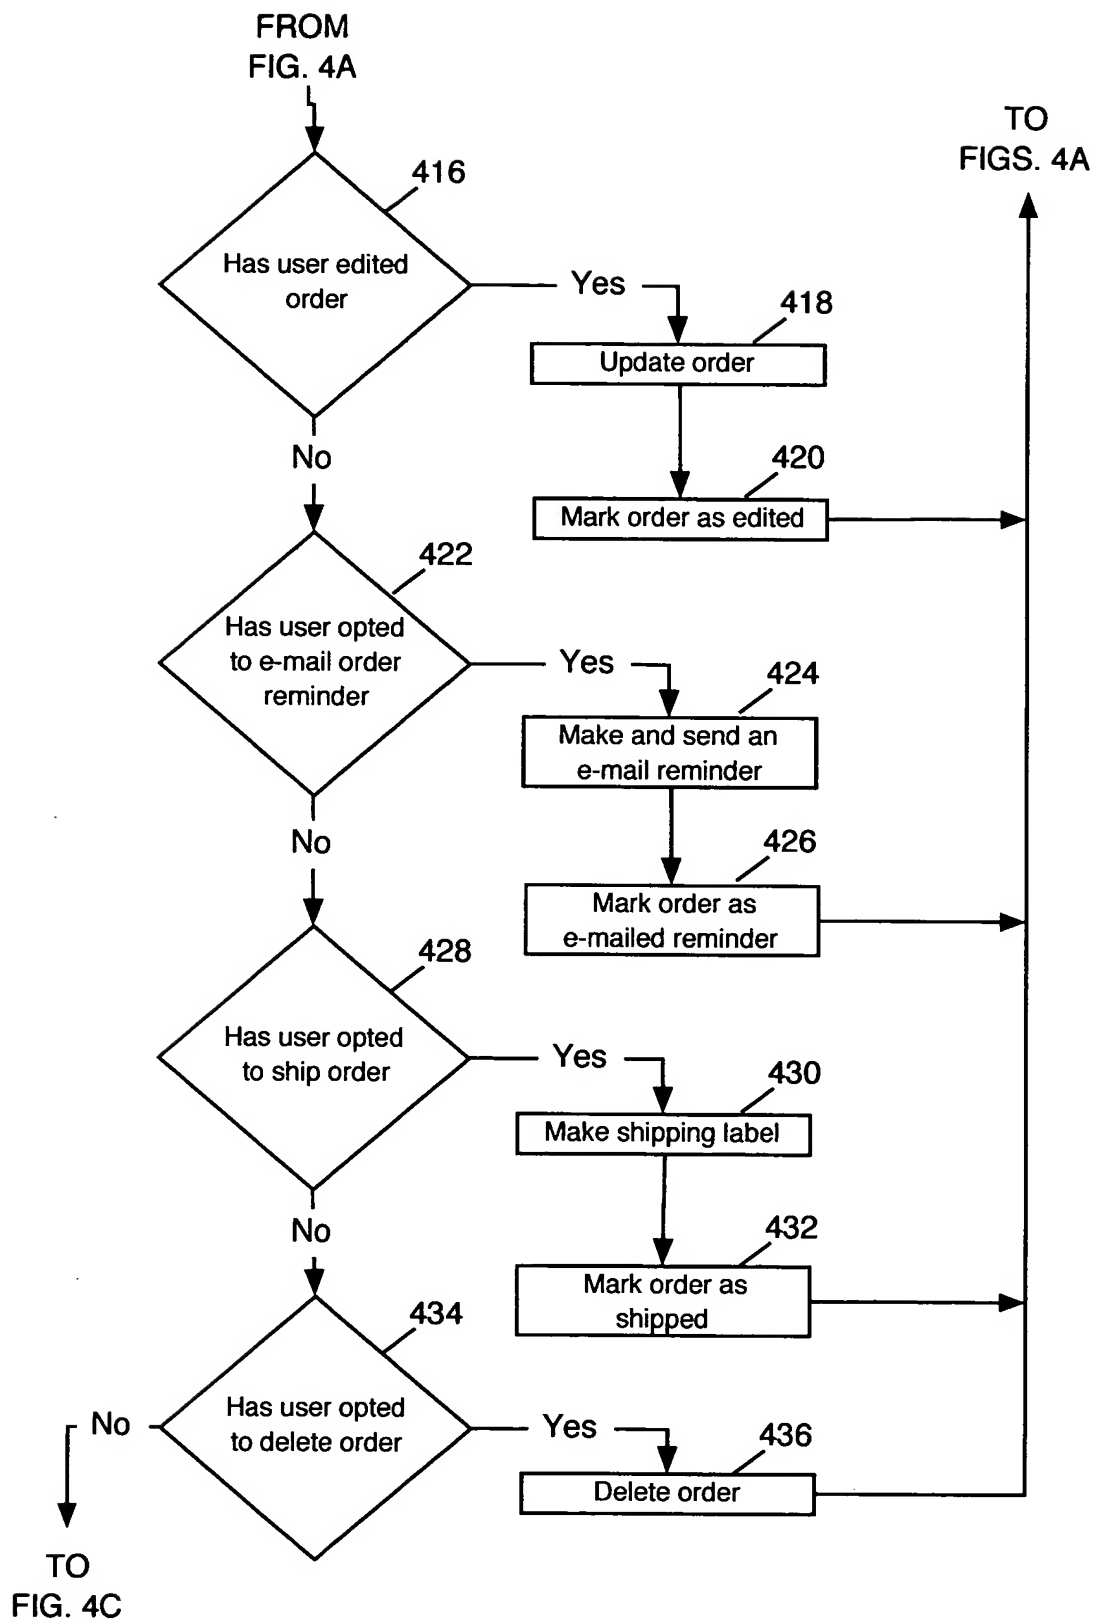 FROM
FIG. 4A
TO
FIGS. 4A
416
Has user edited
order
Yes
418
Update order
No
420
Mark order as edited
422
Has user opted
to e-mail order
reminder
Yes
424
Make and send an
e-mail reminder
No
426
Mark order as
e-mailed reminder
428
Has user opted
to ship order
Yes
430
Make shipping label
No
432
Mark order as
shipped
434
Has user opted
to delete order
No
Yes
436
Delete order
TO
FIG. 4C